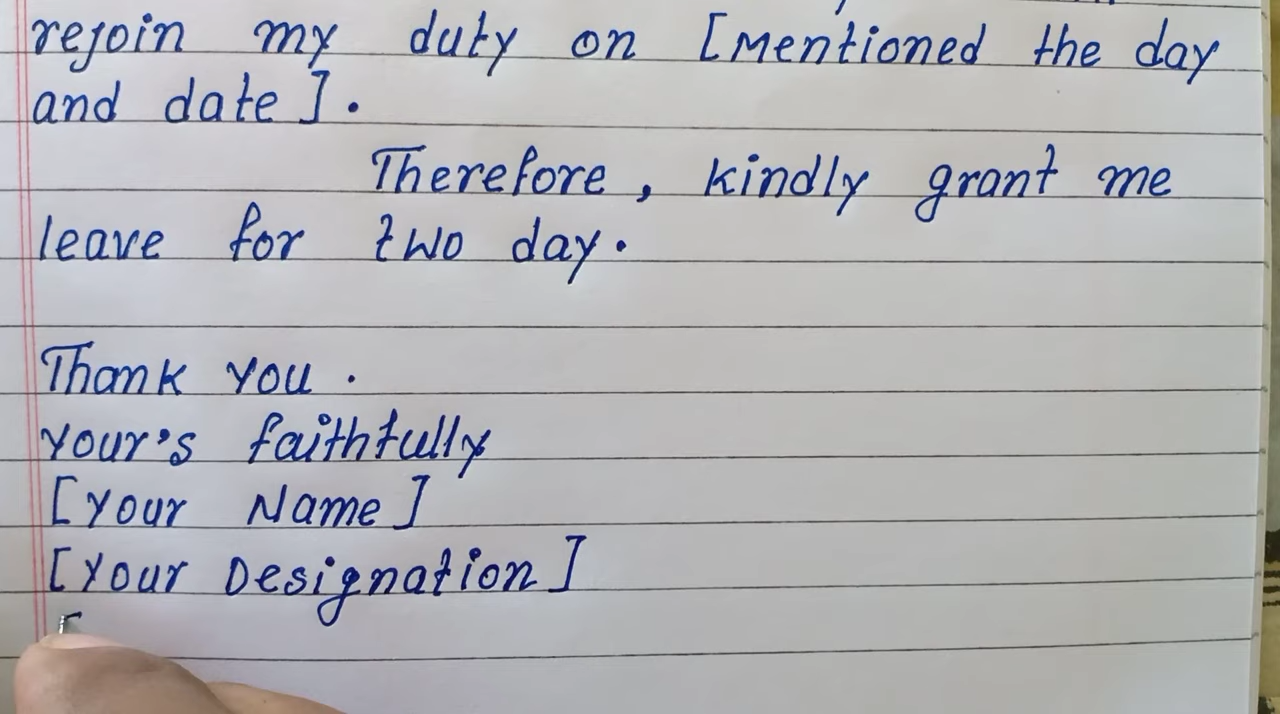 rejoin my duty on [Mentioned the day
and date].
Therefore, kindly grant me
leave for two day.
Thank you.
Your's faithfully
[Your Name]
[Your Designation]
[